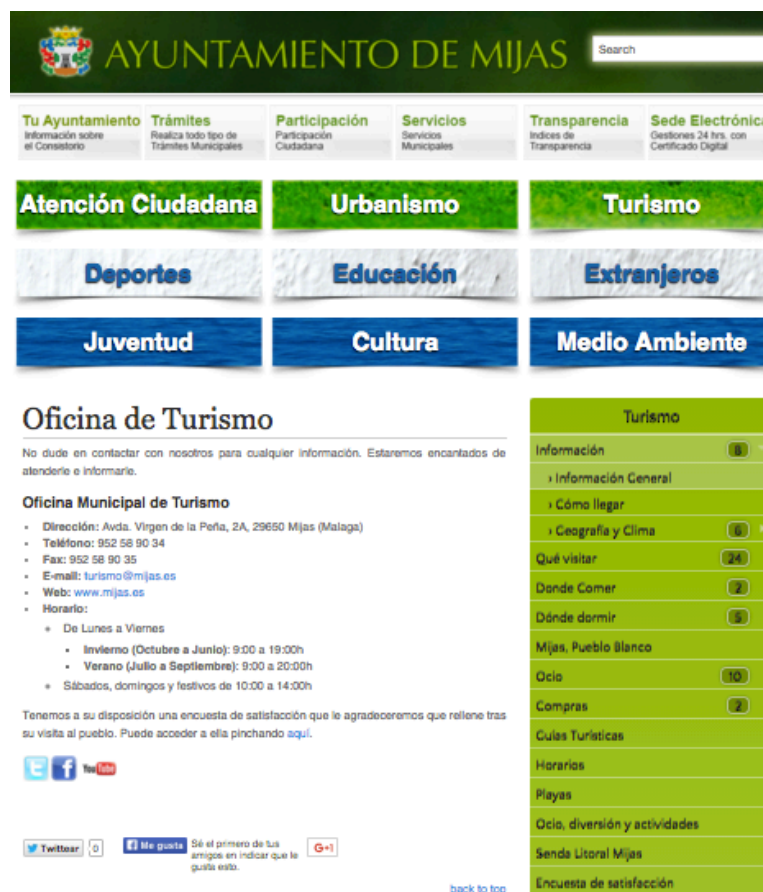 AYUNTAMIENTO DE MIJAS
Search
Tu Ayuntamiento
Información sobre
el Consistorio
Trámites
Realiza todo tipo de
Trámites Municipales
Participación
Participación
Ciudadana
Servicios
Servicios
Municipales
Transparencia
Indices de
Transparencia
Sede Electrónica
Gestiones 24 hrs. con
Certificado Digital
Atención Ciudadana
Urbanismo
Turismo
Deportes
Educación
Extranjeros
Juventud
Cultura
Medio Ambiente
Oficina de Turismo
No dude en contactar con nosotros para cualquier información. Estaremos encantados de
atenderle e informarle.
Oficina Municipal de Turismo
Dirección: Avda. Virgen de la Peña, 2A, 29650 Mijas (Malaga)
Teléfono: 952 58 90 34
Fax: 952 58 90 35
E-mail: turismo@mijas.es
Web: www.mijas.es
Horario:
De Lunes a Viernes
Invierno (Octubre a Junio): 9:00 a 19:00h
Verano (Julio a Septiembre): 9:00 a 20:00h
Sábados, domingos y festivos de 10:00 a 14:00h
Tenemos a su disposición una encuesta de satisfacción que le agradeceremos que rellene tras
su visita al pueblo. Puede acceder a ella pinchando aquí.
YouTube
Twittear 0
Me gusta
Sé el primero de tus
amigos en indicar que le
gusta esto.
G+1
back to top
Turismo
Información 8
› Información General
› Cómo llegar
› Geografía y Clima 6
Qué visitar 24
Donde Comer 2
Dónde dormir 5
Mijas, Pueblo Blanco
Ocio 10
Compras 2
Guías Turísticas
Horarios
Playas
Ocio, diversión y actividades
Senda Litoral Mijas
Encuesta de satisfacción